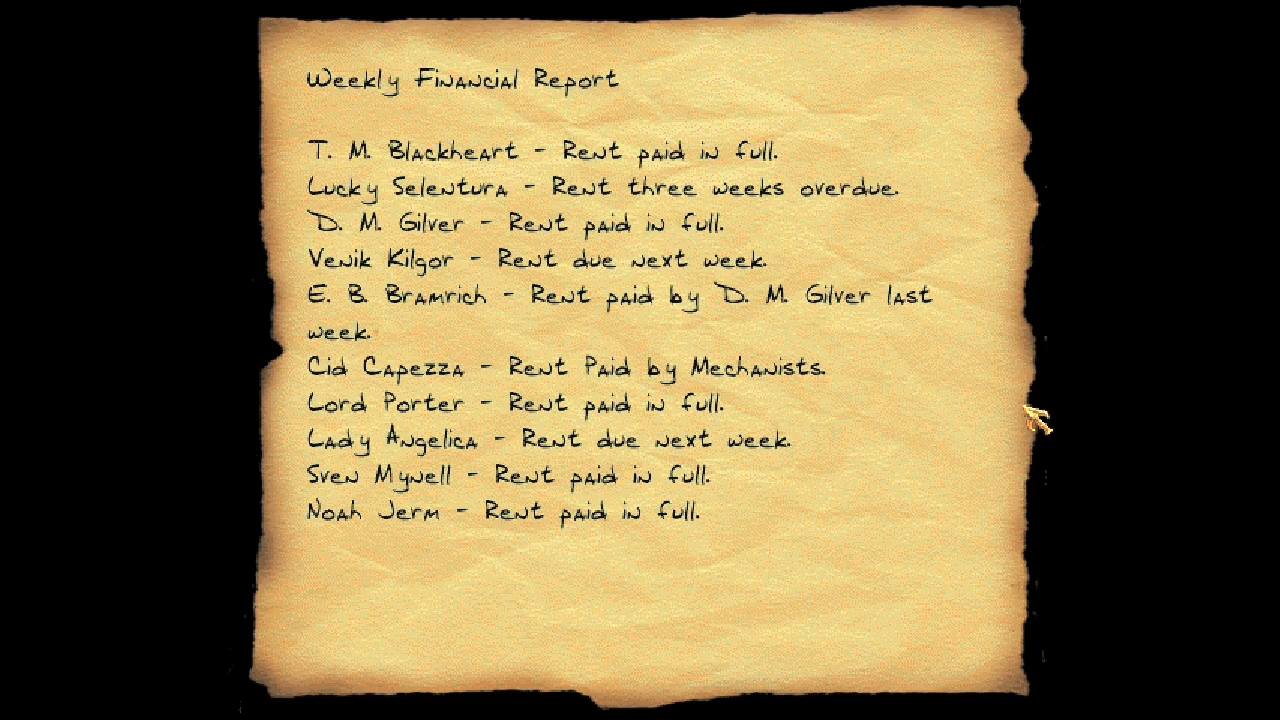 Weekly Financial Report
T. M. Blackheart - Rent paid in full.
Lucky Selentura - Rent three weeks overdue.
D. M. Gilver - Rent paid in full.
Venik Kilgor - Rent due next week.
E. B. Bramrich - Rent paid by D. M. Gilver last
week.
Cid Capezza - Rent Paid by Mechanists.
Lord Porter - Rent paid in full.
Lady Angelica - Rent due next week.
Sven Mynell - Rent paid in full.
Noah Jerm - Rent paid in full.